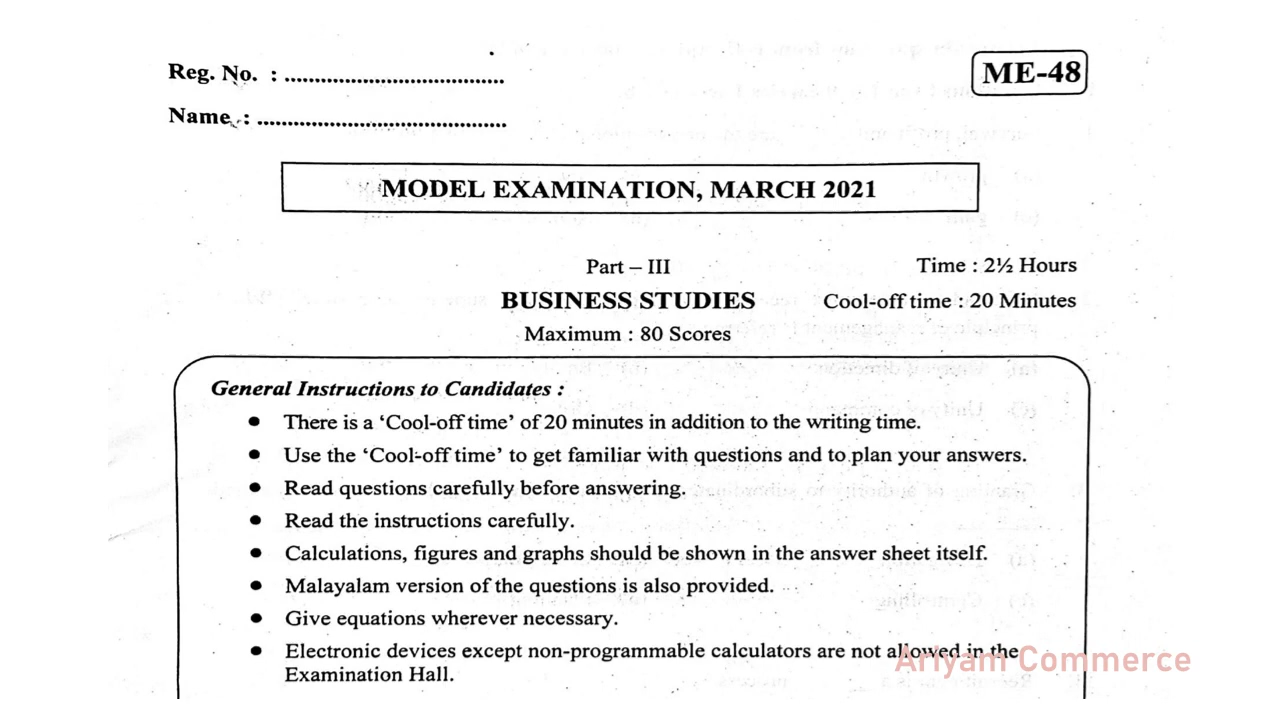 Reg. No. : ........................................
Name : .............................................
ME-48
MODEL EXAMINATION, MARCH 2021
Part – III
Time : 2½ Hours
BUSINESS STUDIES
Cool-off time : 20 Minutes
Maximum : 80 Scores
General Instructions to Candidates :
● There is a ‘Cool-off time’ of 20 minutes in addition to the writing time.
● Use the ‘Cool-off time’ to get familiar with questions and to plan your answers.
● Read questions carefully before answering.
● Read the instructions carefully.
● Calculations, figures and graphs should be shown in the answer sheet itself.
● Malayalam version of the questions is also provided.
● Give equations wherever necessary.
● Electronic devices except non-programmable calculators are not allowed in the
Examination Hall.
Ariyam Commerce